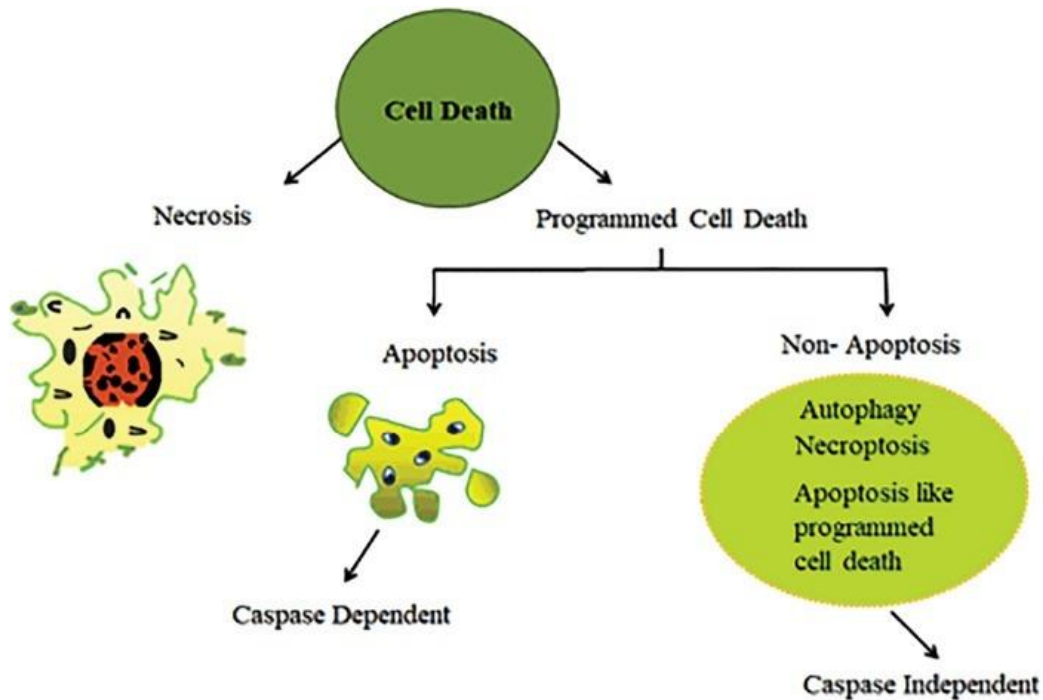 Cell Death
Necrosis
Programmed Cell Death
Apoptosis
Non- Apoptosis
Autophagy
Necroptosis
Apoptosis like
programmed
cell death
Caspase Dependent
Caspase Independent